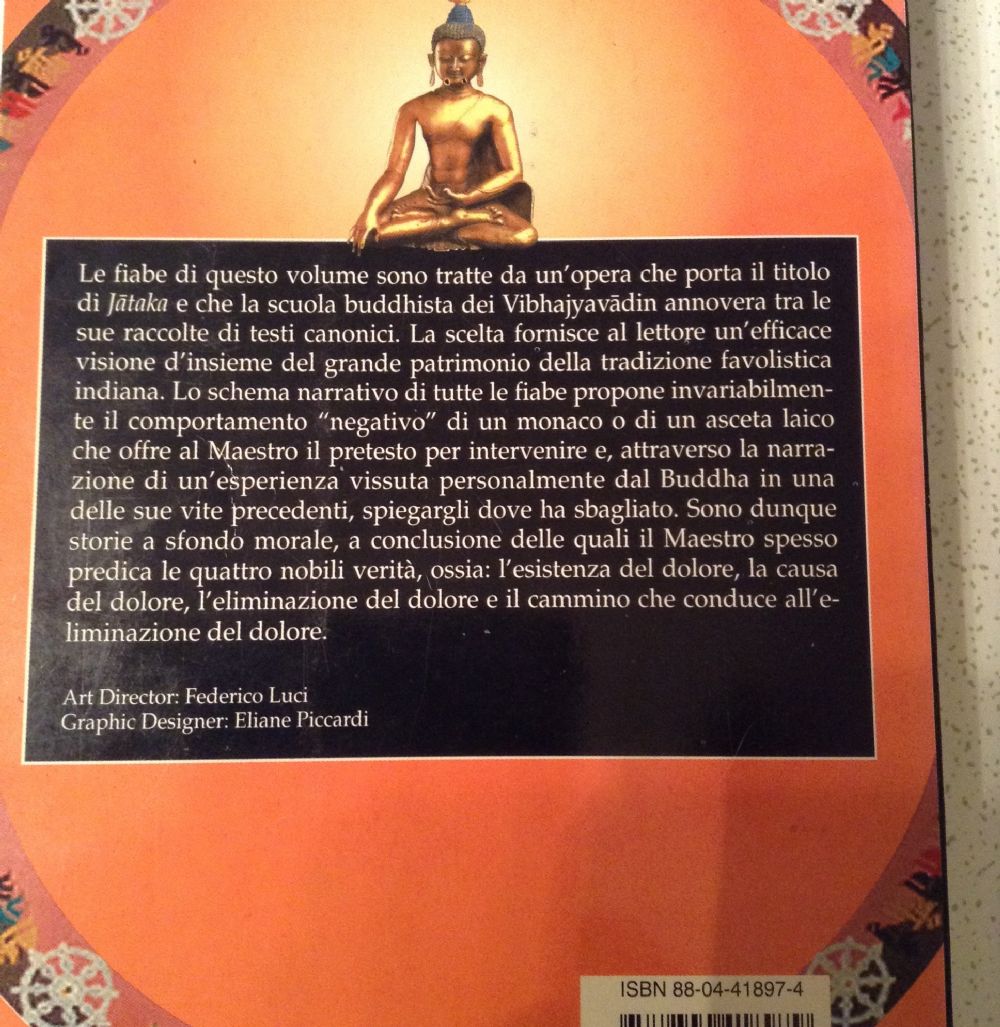 Le fiabe di questo volume sono tratte da un'opera che porta il titolo
di Jātaka e che la scuola buddhista dei Vibhajyavādin annovera tra le
sue raccolte di testi canonici. La scelta fornisce al lettore un'efficace
visione d'insieme del grande patrimonio della tradizione favolistica
indiana. Lo schema narrativo di tutte le fiabe propone invariabilmen-
te il comportamento "negativo" di un monaco o di un asceta laico
che offre al Maestro il pretesto per intervenire e, attraverso la narra-
zione di un'esperienza vissuta personalmente dal Buddha in una
delle sue vite precedenti, spiegargli dove ha sbagliato. Sono dunque
storie a sfondo morale, a conclusione delle quali il Maestro spesso
predica le quattro nobili verità, ossia: l'esistenza del dolore, la causa
del dolore, l'eliminazione del dolore e il cammino che conduce all'e-
liminazione del dolore.
Art Director: Federico Luci
Graphic Designer: Eliane Piccardi
ISBN 88-04-41897-4